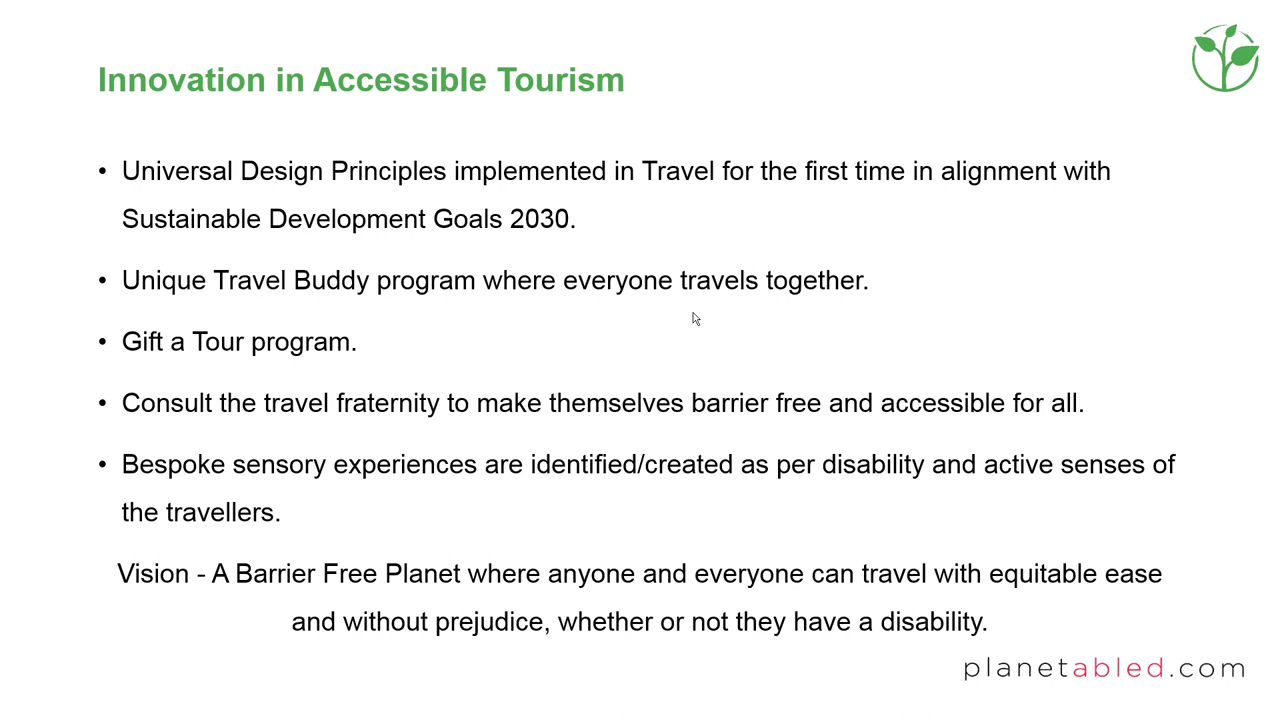 Innovation in Accessible Tourism
• Universal Design Principles implemented in Travel for the first time in alignment with
Sustainable Development Goals 2030.
• Unique Travel Buddy program where everyone travels together.
• Gift a Tour program.
• Consult the travel fraternity to make themselves barrier free and accessible for all.
• Bespoke sensory experiences are identified/created as per disability and active senses of
the travellers.
Vision - A Barrier Free Planet where anyone and everyone can travel with equitable ease
and without prejudice, whether or not they have a disability.
planetabled.com